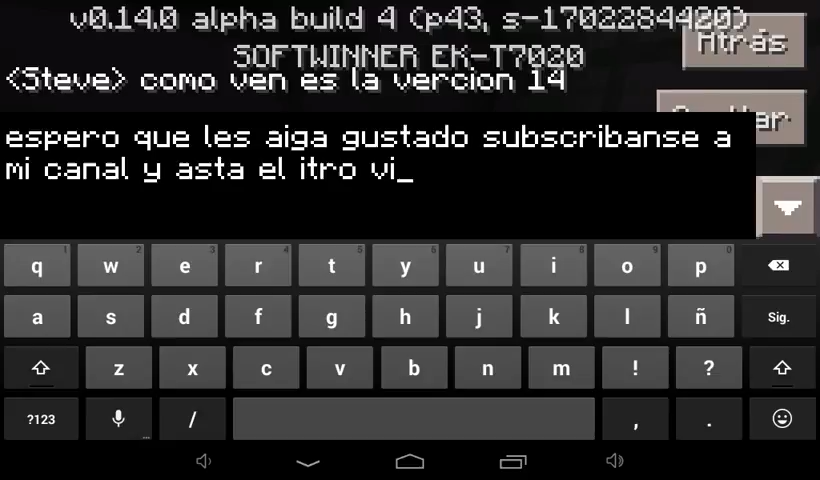 v0.14.0 alpha build 4 (p43, s-1702284420)
SOFTWINNER EK-T7020
Atrás
<Steve> como ven es la vercion 14
espero que les aiga gustado subscribanse a
mi canal y asta el itro vi_
q w e r t y u i o p
a s d f g h j k l ñ Sig.
z x c v b n m ! ?
?123 / , .